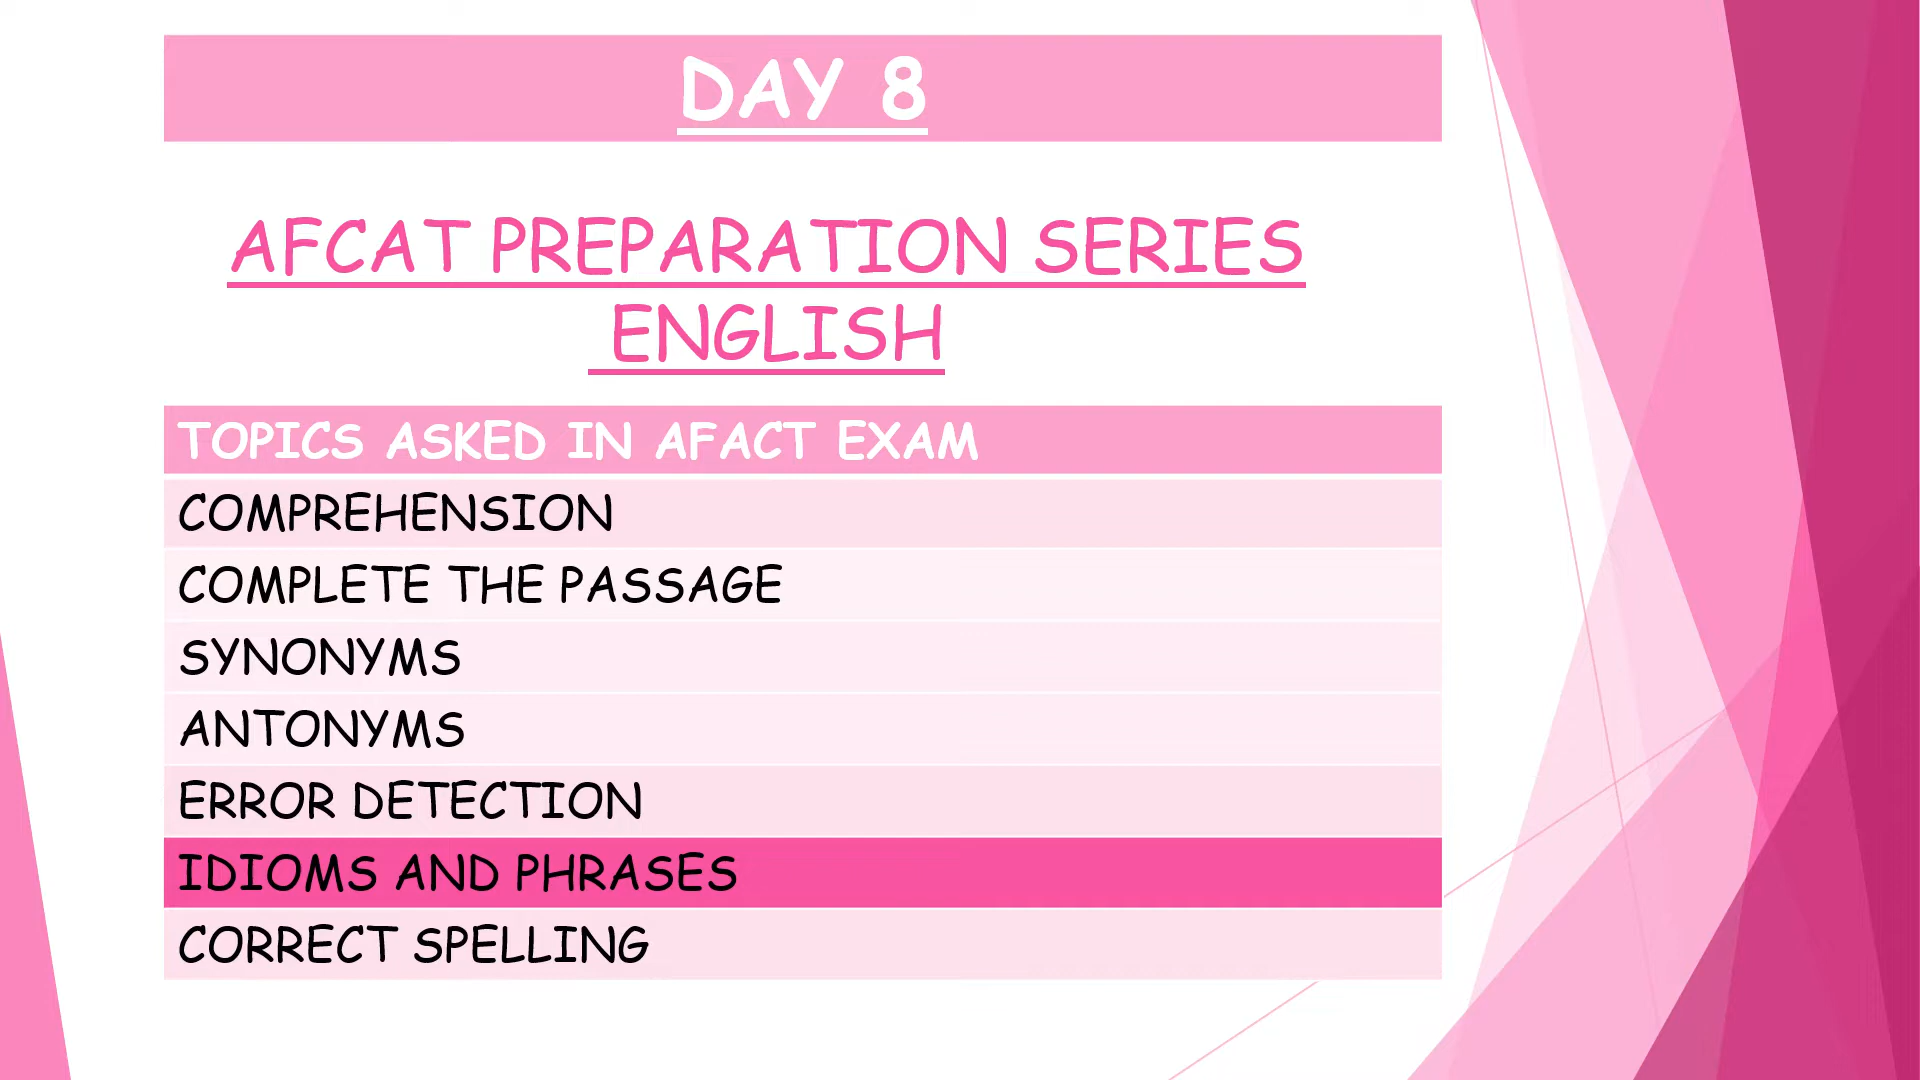 DAY 8
AFCAT PREPARATION SERIES
ENGLISH
TOPICS ASKED IN AFACT EXAM
COMPREHENSION
COMPLETE THE PASSAGE
SYNONYMS
ANTONYMS
ERROR DETECTION
IDIOMS AND PHRASES
CORRECT SPELLING